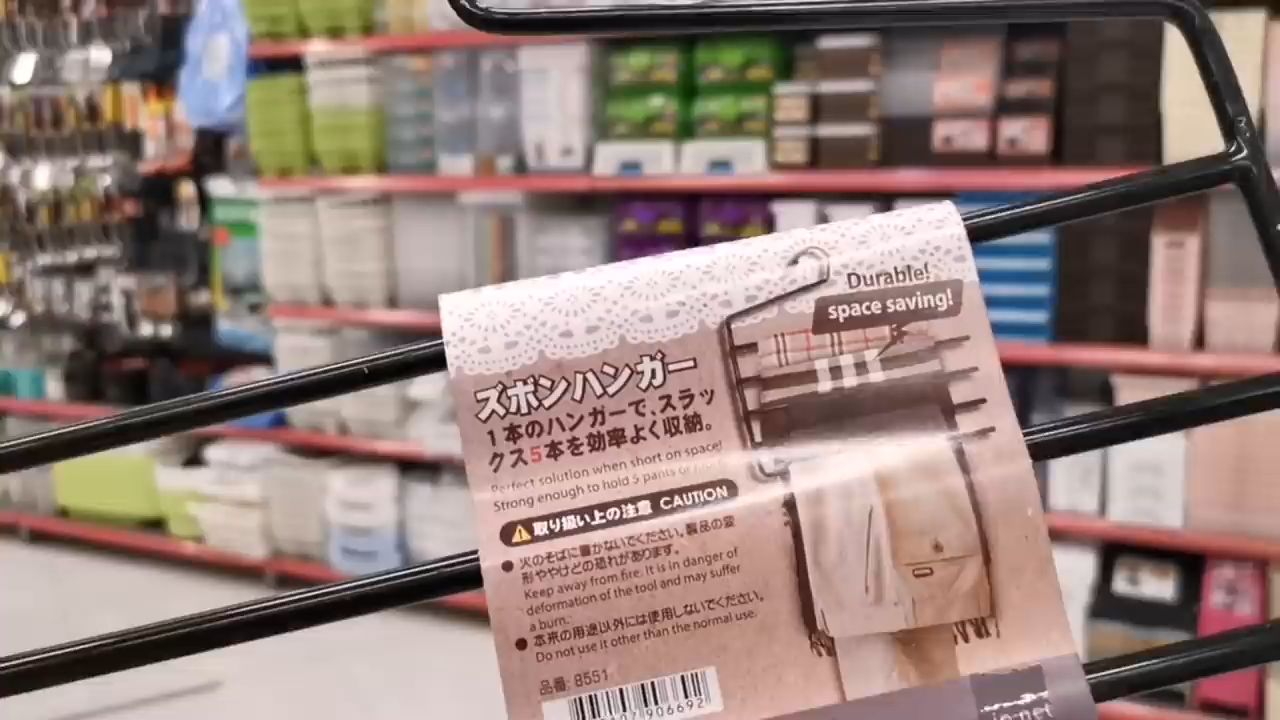 Durable!
space saving!
ズボンハンガー
1本のハンガーで、スラッ
クス5本を効率よく収納。
Perfect solution when short on space!
Strong enough to hold 5 pants or
取り扱い上の注意 CAUTION
● 火のそばに置かないでください。製品の変
形ややけどの恐れがあります。
Keep away from fire. It is in danger of
deformation of the tool and may suffer
a burn.
● 本来の用途以外には使用しないでください。
Do not use it other than the normal use.
品番: 8551
906692